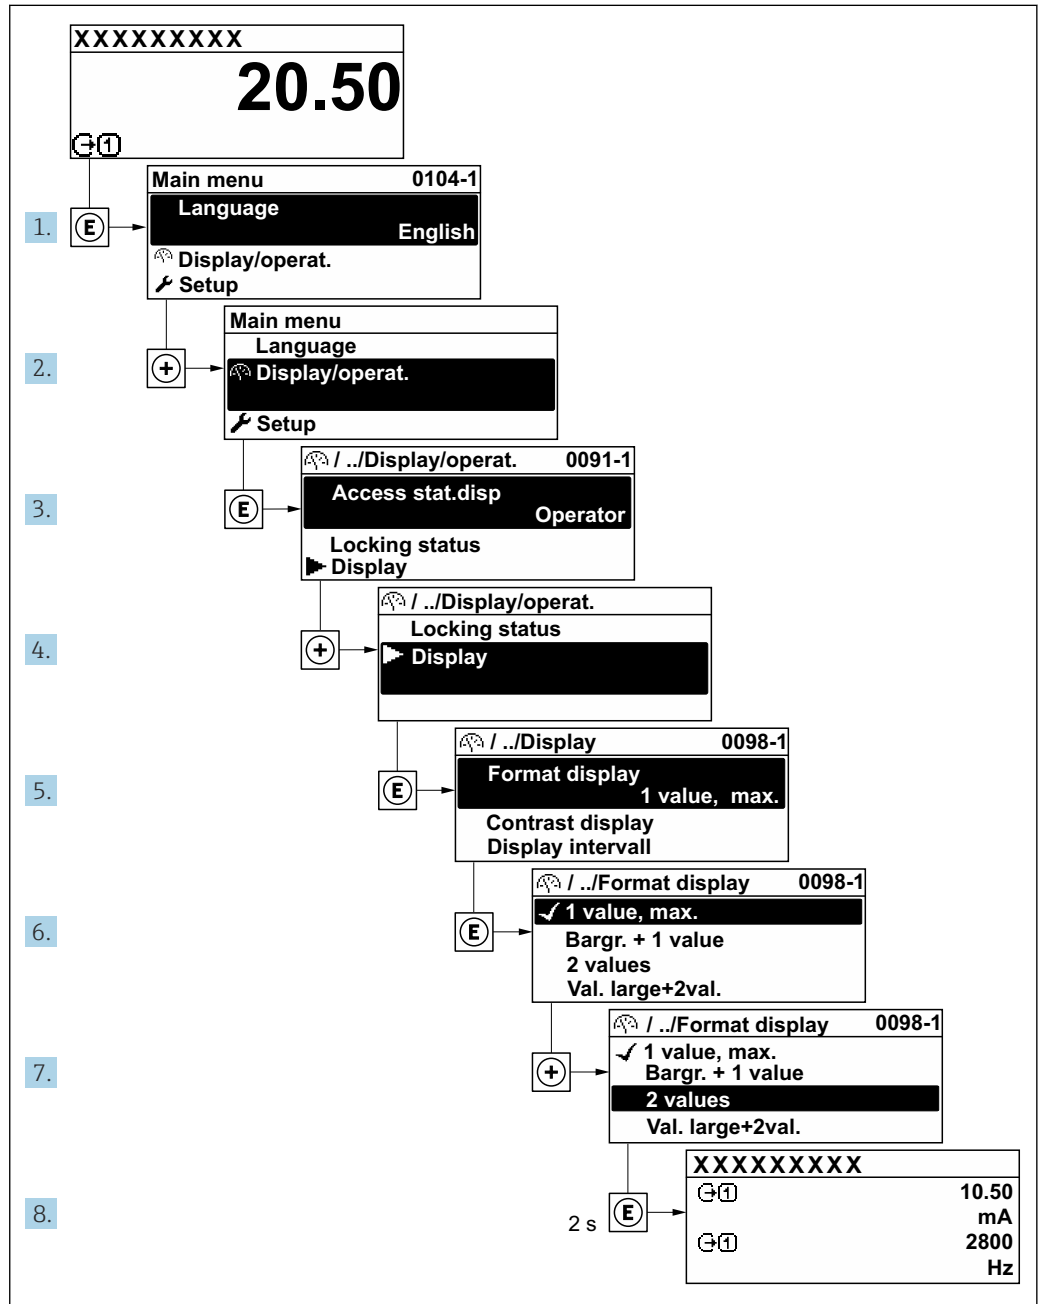 XXXXXXXXX
20.50
1
Main menu 0104-1
Language
English
1. E
Display/operat.
Setup
Main menu
Language
2. + Display/operat.
Setup
/ ../Display/operat. 0091-1
Access stat.disp
3. E Operator
Locking status
Display
/ ../Display/operat.
Locking status
4. + Display
/ ../Display 0098-1
Format display
5. E 1 value, max.
Contrast display
Display intervall
/ ../Format display 0098-1
1 value, max.
6. E Bargr. + 1 value
2 values
Val. large+2val.
/ ../Format display 0098-1
1 value, max.
7. + Bargr. + 1 value
2 values
Val. large+2val.
XXXXXXXXX
1 10.50
8. 2 s E mA
1 2800
Hz